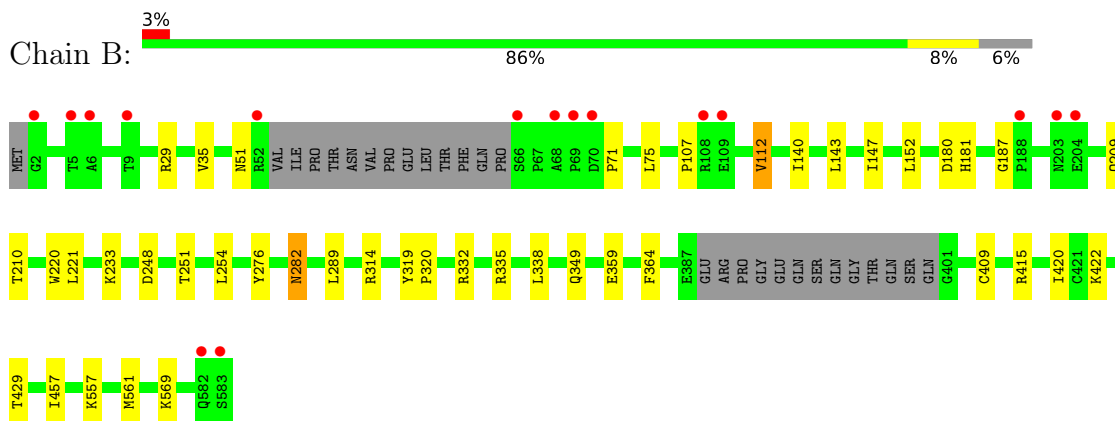 3%
Chain B:
86% 8% 6%
MET G2 T5 A6 T9 R29 V35 N51 R52 VAL ILE PRO THR ASN VAL PRO GLU LEU THR PHE GLN PRO S66 P67 A68 P69 D70 P71 L75 P107 R108 E109 V112 I140 L143 I147 L152 D180 H181 G187 P188 N203 E204
T210 W220 L221 K233 D248 T251 L254 Y276 N282 L289 R314 Y319 P320 R332 R335 L338 Q349 E359 F364 E387 GLU ARG PRO GLY GLU GLN SER GLN GLY THR GLN SER GLN G401 C409 R415 I420 C421 K422
T429 I457 K557 M561 K569 Q582 S583